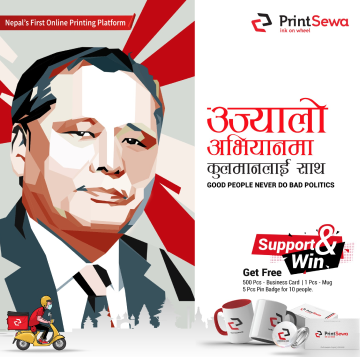 Nepal's First Online Printing Platform
PrintSewa
Ink on wheel
उज्यालो
अभियानमा
कुलमानलाई साथ
GOOD PEOPLE NEVER DO BAD POLITICS
Support &
Win
Get Free
500 Pcs - Business Card | 1 Pcs - Mug
5 Pcs Pin Badge for 10 people.
PrintSewa